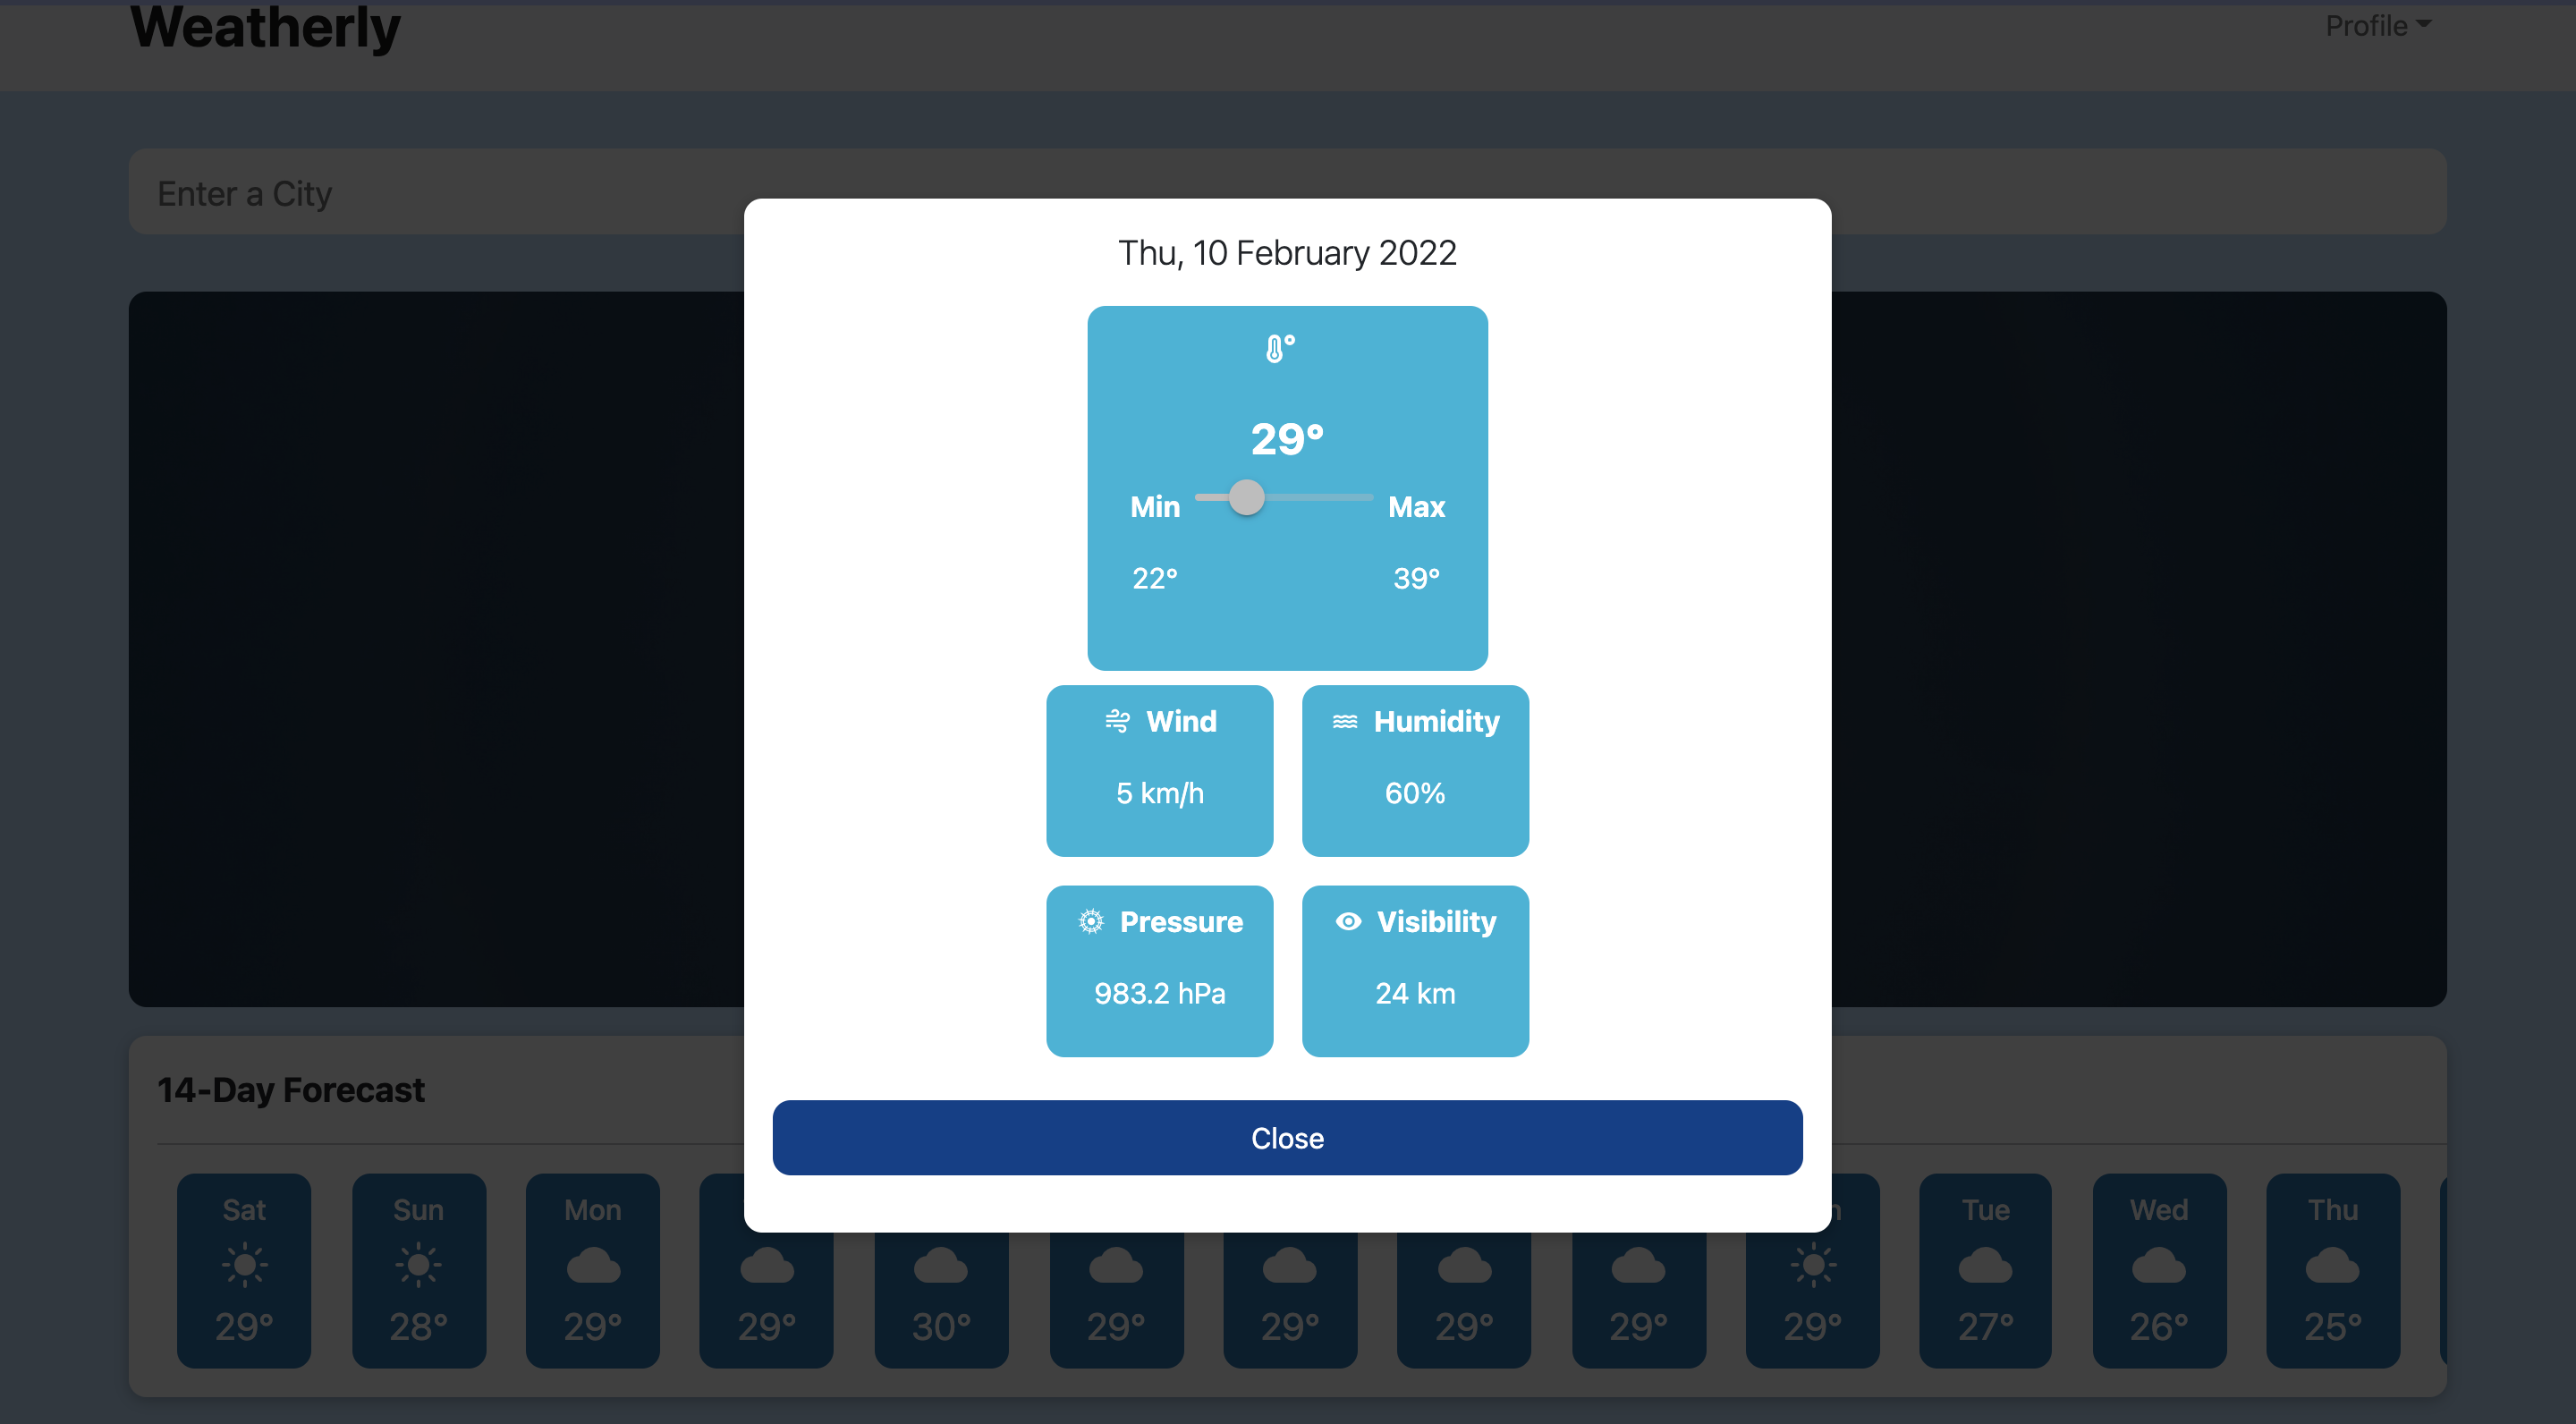 Weatherly
Profile
Enter a City
Thu, 10 February 2022
29°
Min
Max
22°
39°
Wind
Humidity
5 km/h
60%
Pressure
Visibility
983.2 hPa
24 km
Close
14-Day Forecast
Sat Sun Mon Tue Wed Thu
29° 28° 29° 29° 30° 29° 29° 29° 29° 29° 27° 26° 25°